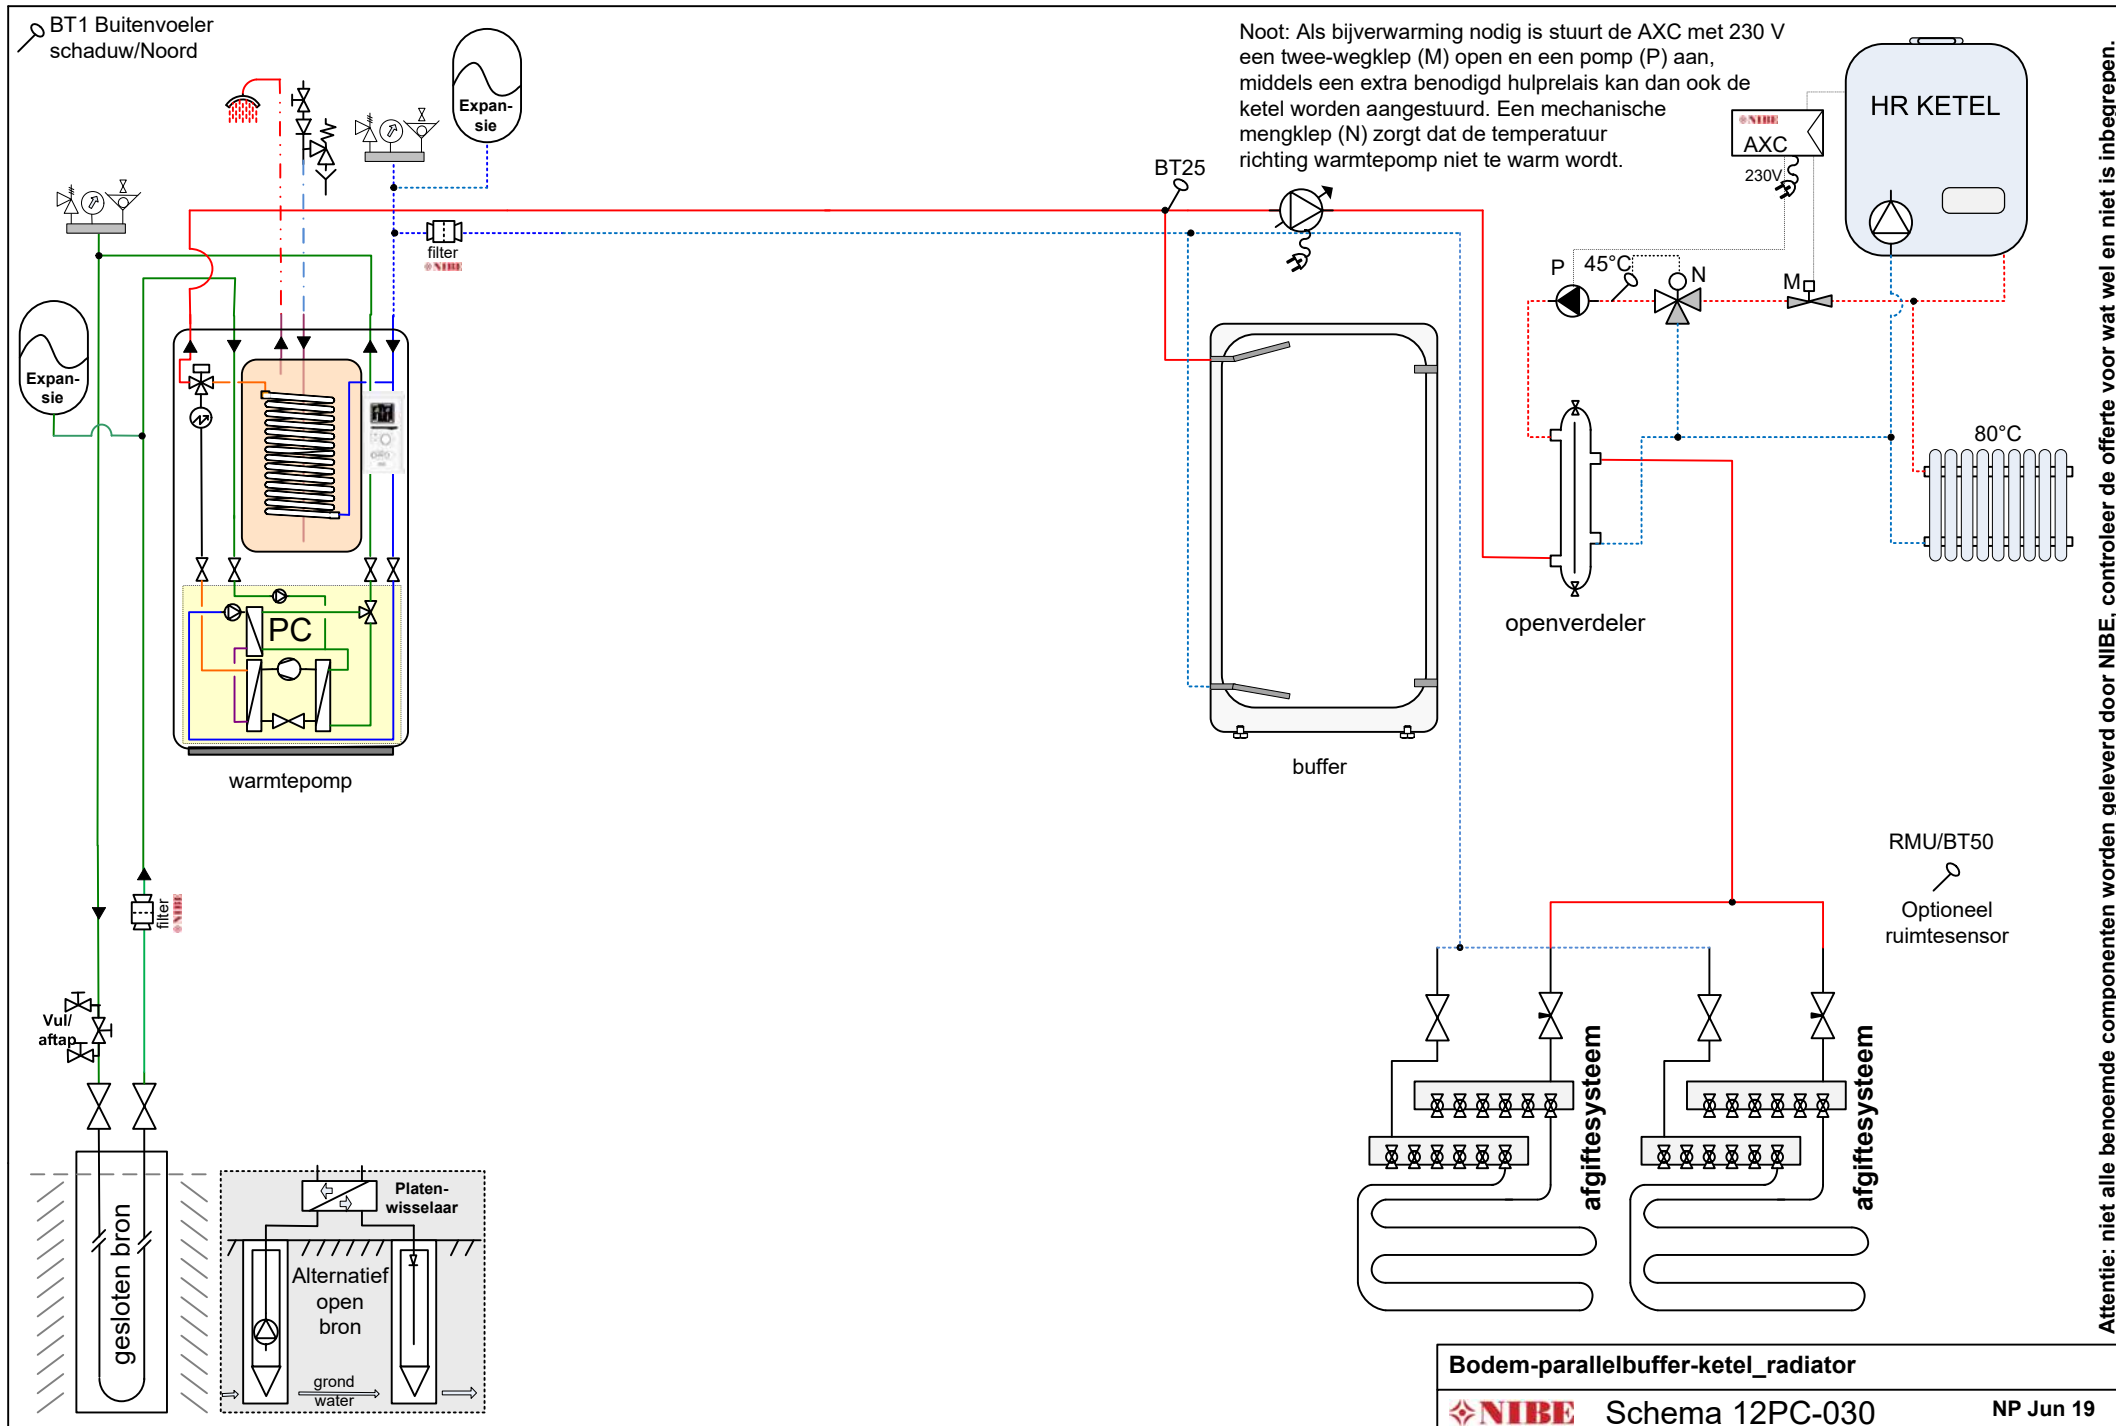 BT1 Buitenvoeler
schaduw/Noord
Expan-
sie
Noot: Als bijverwarming nodig is stuurt de AXC met 230 V
een twee-wegklep (M) open en een pomp (P) aan,
middels een extra benodigd hulprelais kan dan ook de
ketel worden aangestuurd. Een mechanische
mengklep (N) zorgt dat de temperatuur
richting warmtepomp niet te warm wordt.
HR KETEL
NIBE
AXC
230V
BT25
filter
NIBE
P
45°C
N
M
Expan-
sie
80°C
PC
openverdeler
warmtepomp
buffer
RMU/BT50
Optioneel
ruimtesensor
filter
NIBE
Vul/
aftap
afgiftesysteem
afgiftesysteem
gesloten bron
Platen-
wisselaar
Alternatief
open
bron
grond
water
Attentie: niet alle benoemde componenten worden geleverd door NIBE, controleer de offerte voor wat wel en niet is inbegrepen.
Bodem-parallelbuffer-ketel_radiator
NIBE Schema 12PC-030 NP Jun 19